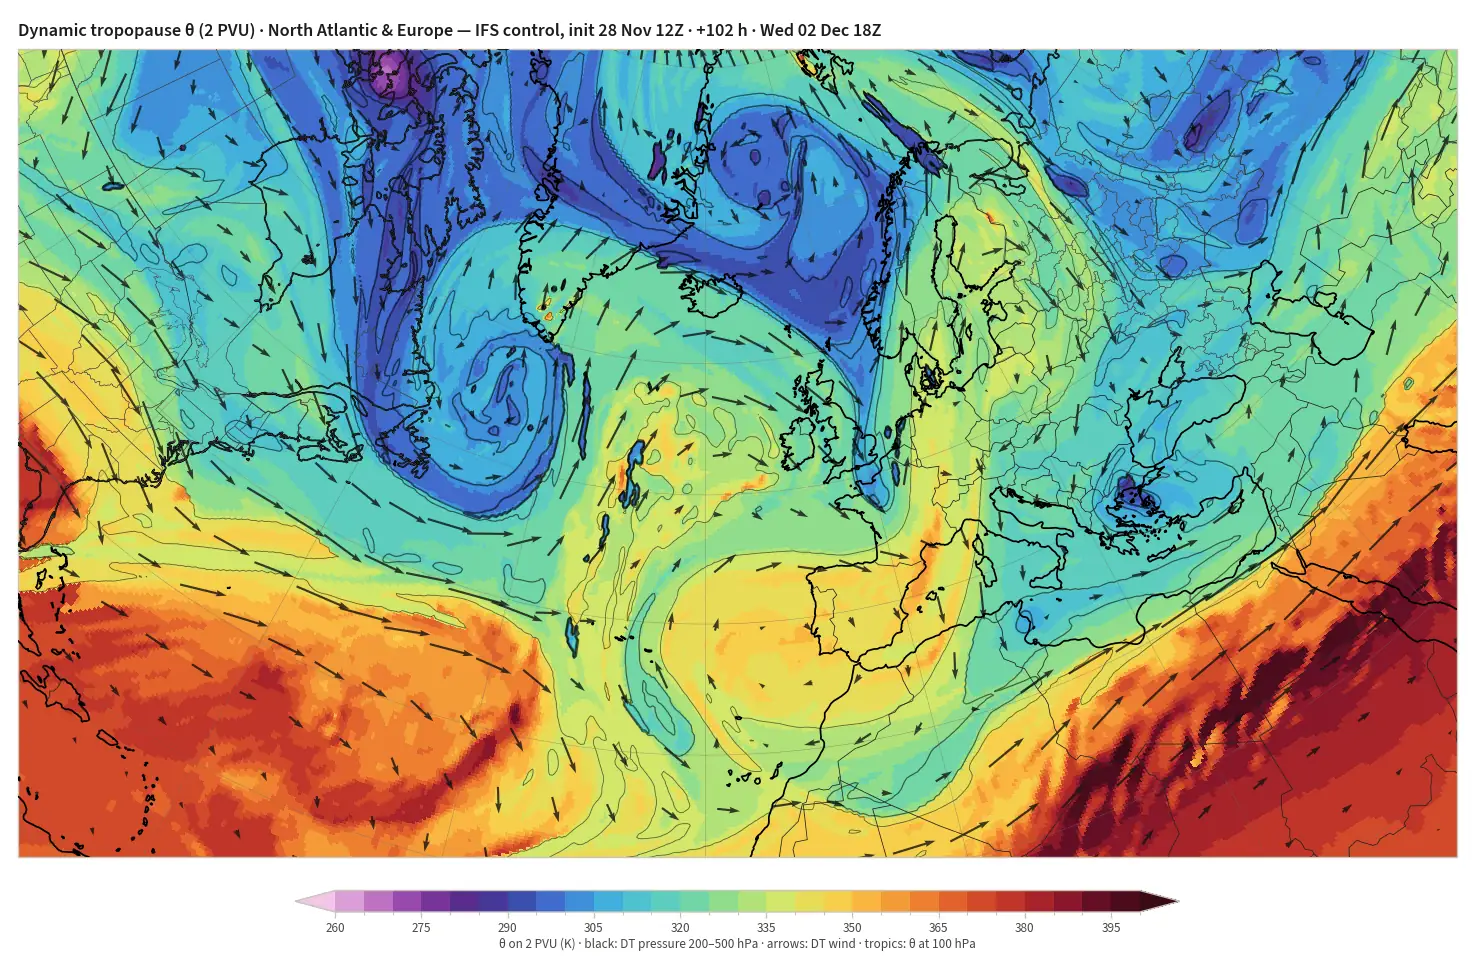 Dynamic tropopause θ (2 PVU) · North Atlantic & Europe — IFS control, init 28 Nov 12Z · +102 h · Wed 02 Dec 18Z
260 275 290 305 320 335 350 365 380 395
θ on 2 PVU (K) · black: DT pressure 200–500 hPa · arrows: DT wind · tropics: θ at 100 hPa